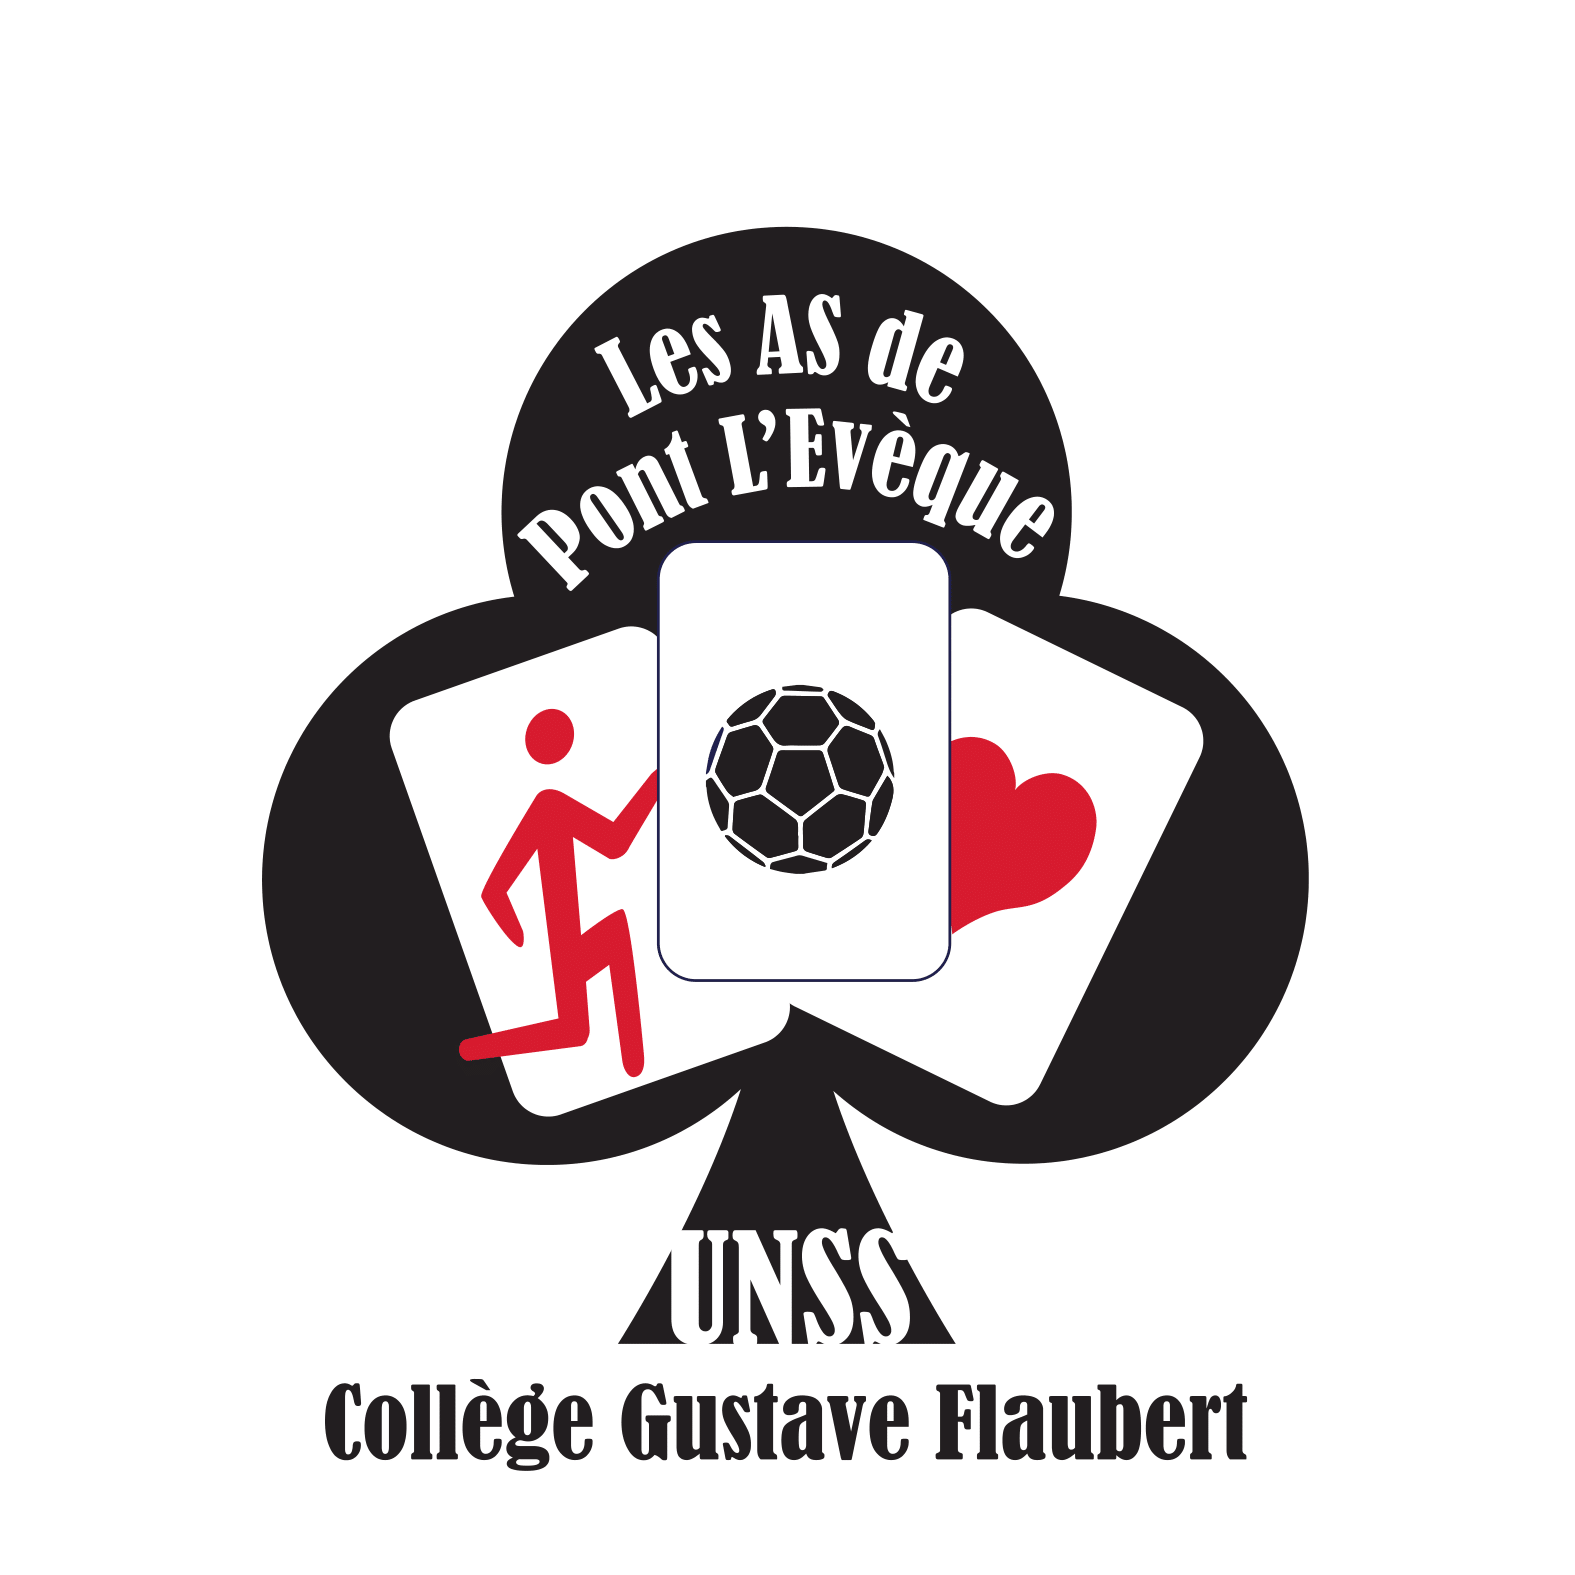 Les AS de
Pont L’Evèque
UNSS
Collège Gustave Flaubert